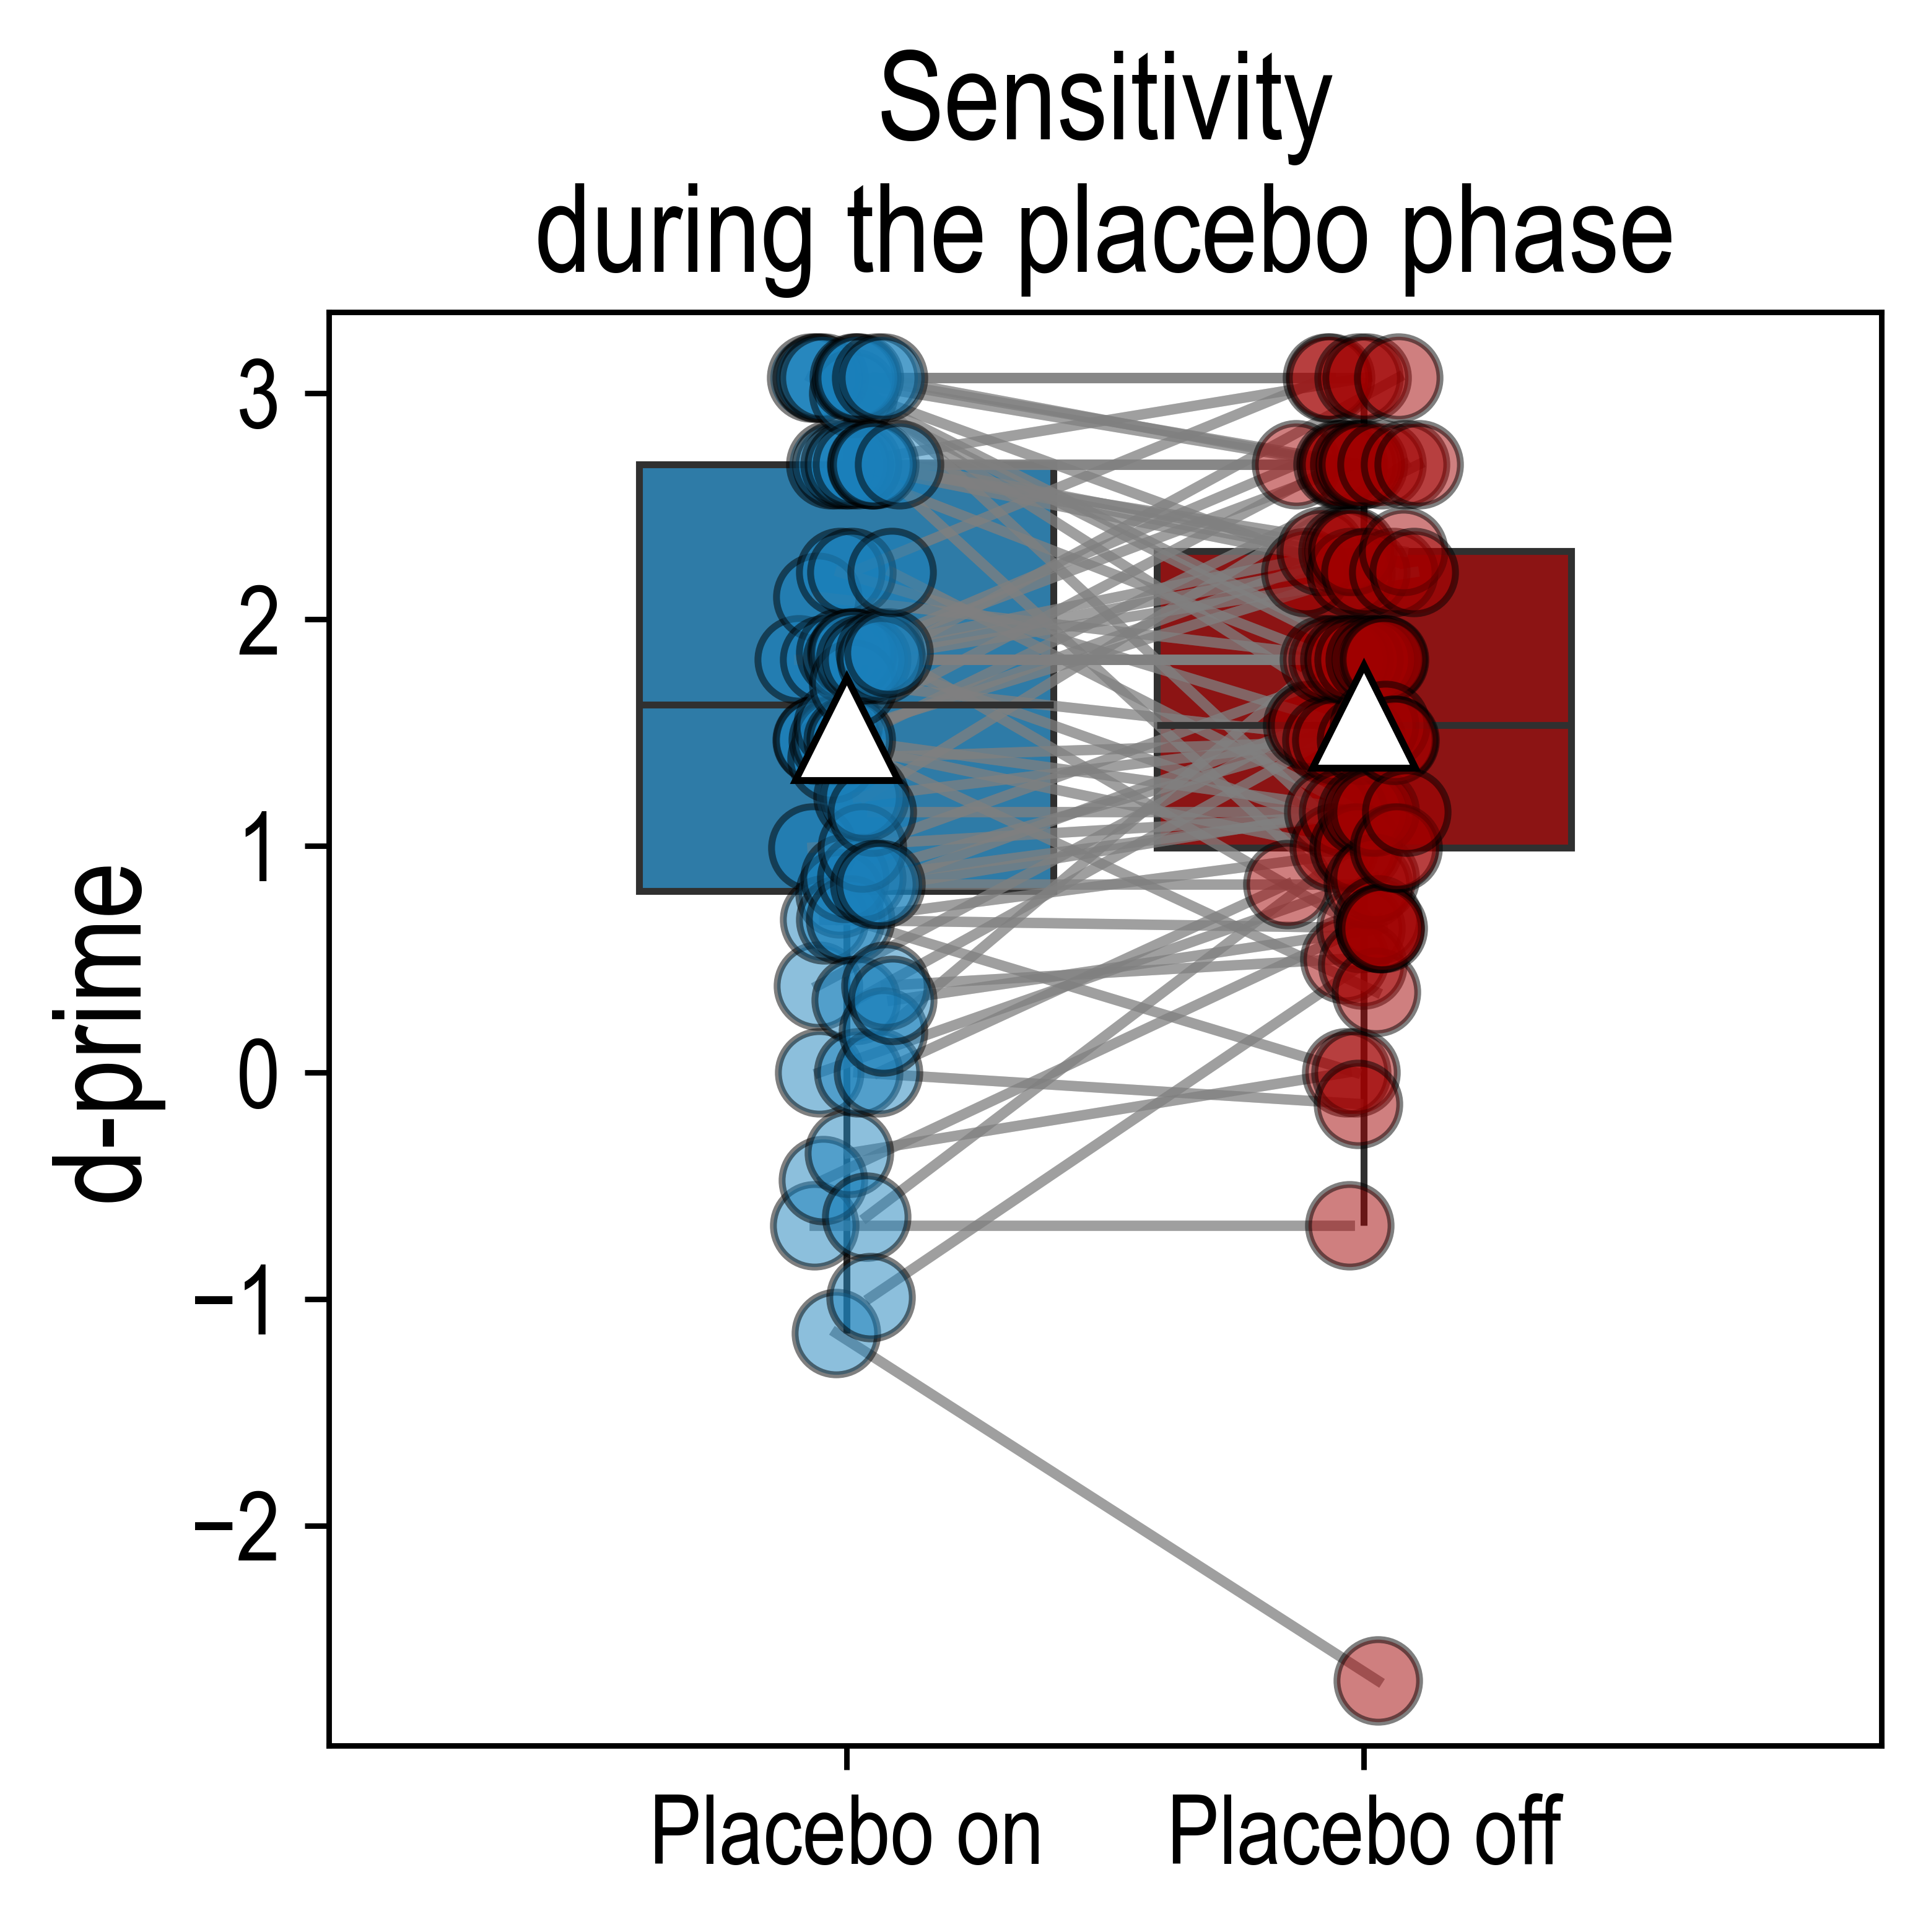 Sensitivity
during the placebo phase
d-prime
3
2
1
0
−1
−2
Placebo on
Placebo off